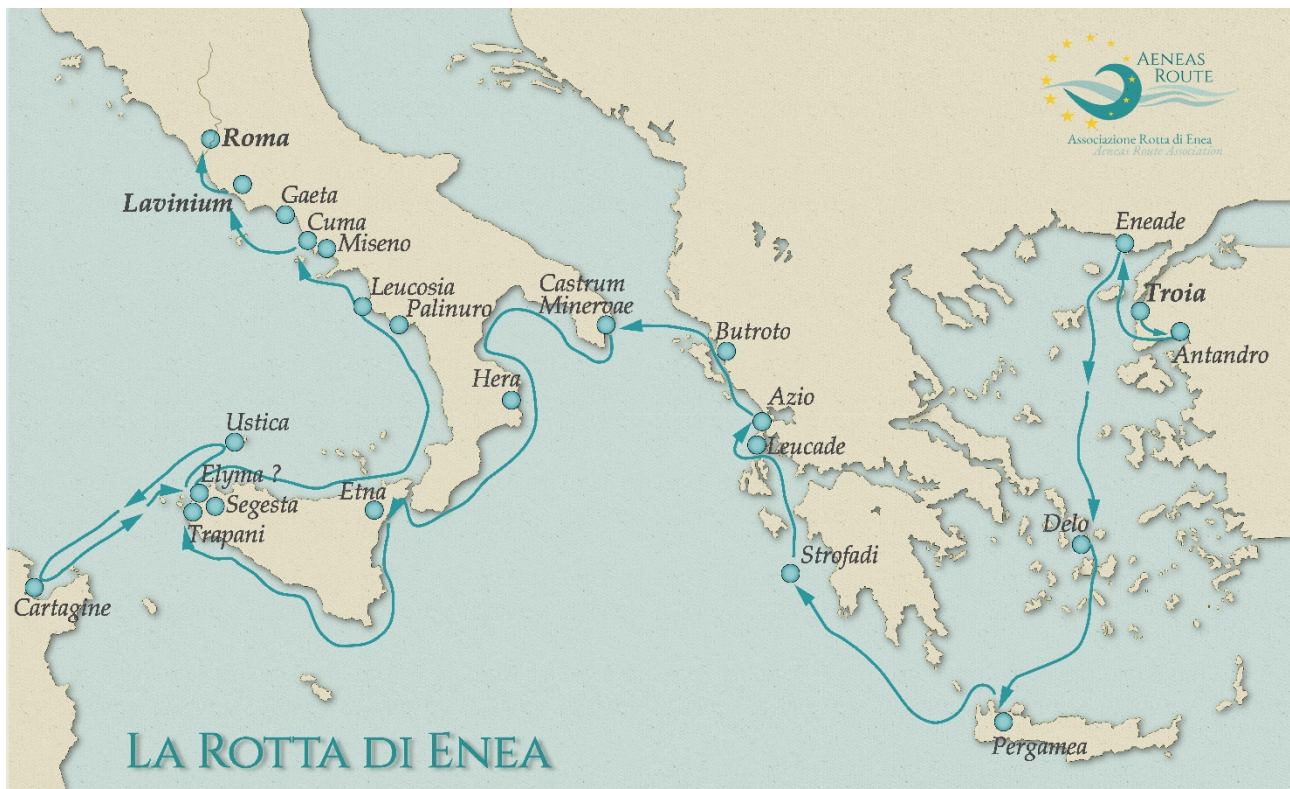 AENEAS
ROUTE
Associazione Rotta di Enea
Aeneas Route Association
Roma
Lavinium
Gaeta
Cuma
Miseno
Leucosia
Palinuro
Castrum
Minervae
Hera
Butroto
Azio
Leucade
Eneade
Troia
Antandro
Ustica
Elyma ?
Segesta
Trapani
Etna
Cartagine
Strofadi
Delo
Pergamea
LA ROTTA DI ENEA